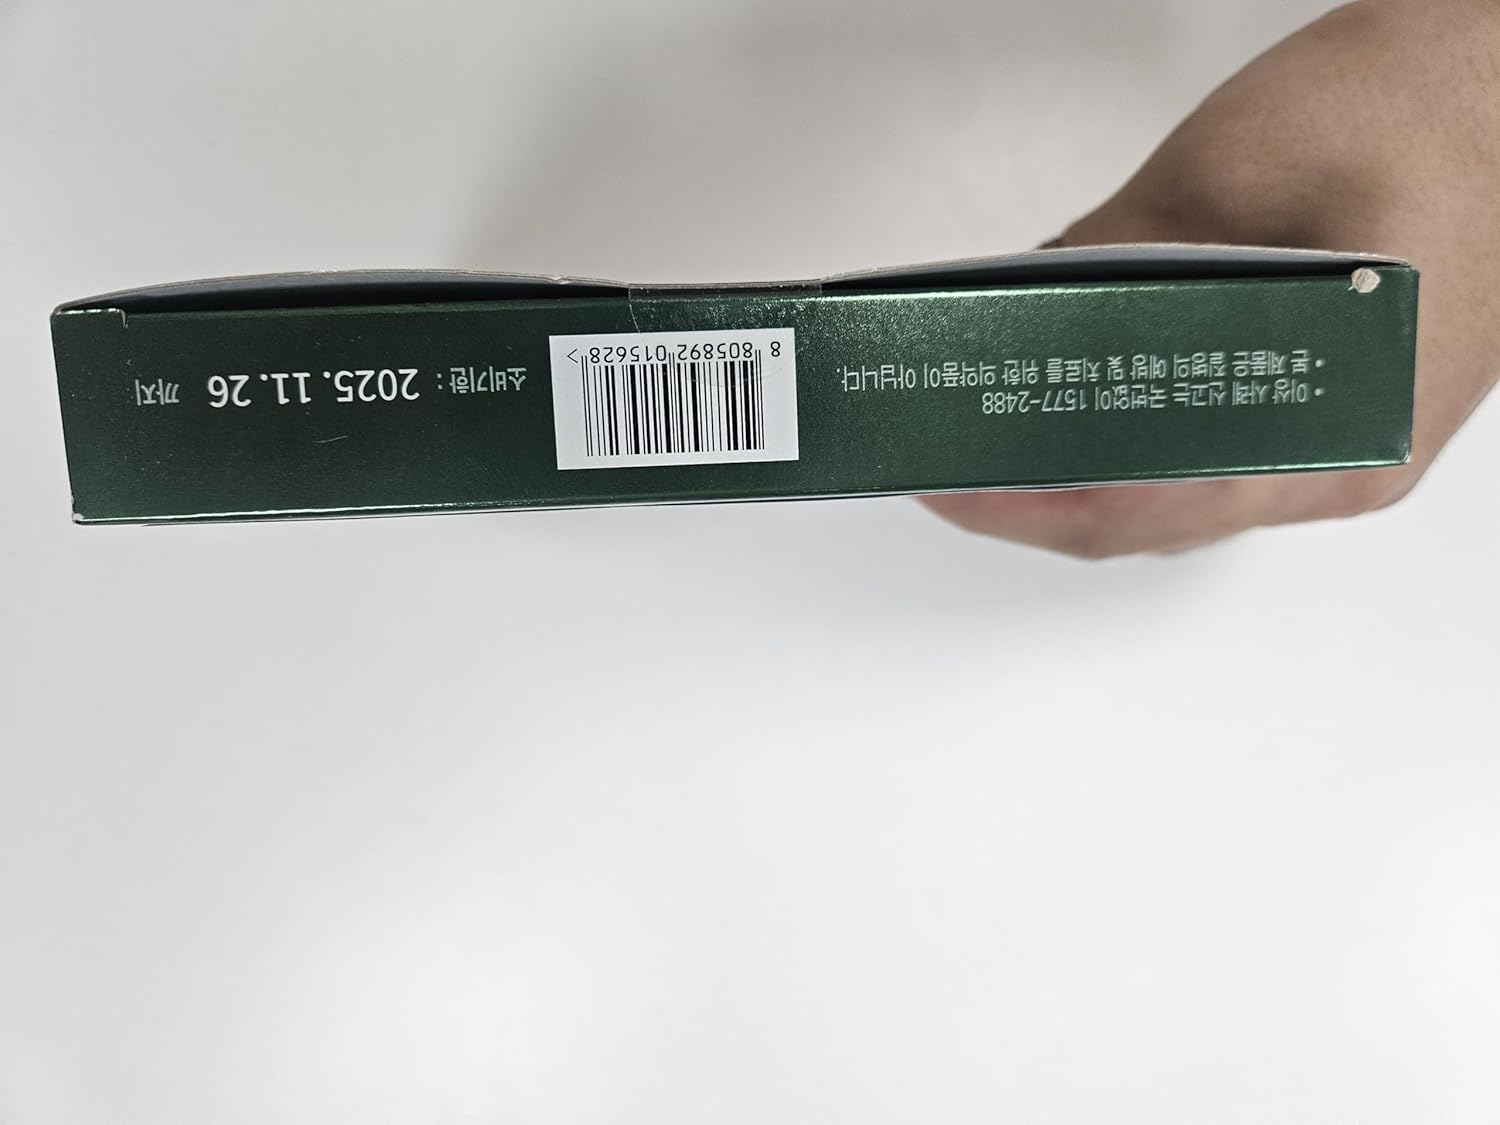 • 본 제품은 질병의 예방 및 치료를 위한 의약품이 아닙니다.
• 이상 사례 신고는 국번없이 1577-2488
8 805892 015628 >
소비기한 : 2025. 11. 26 까지